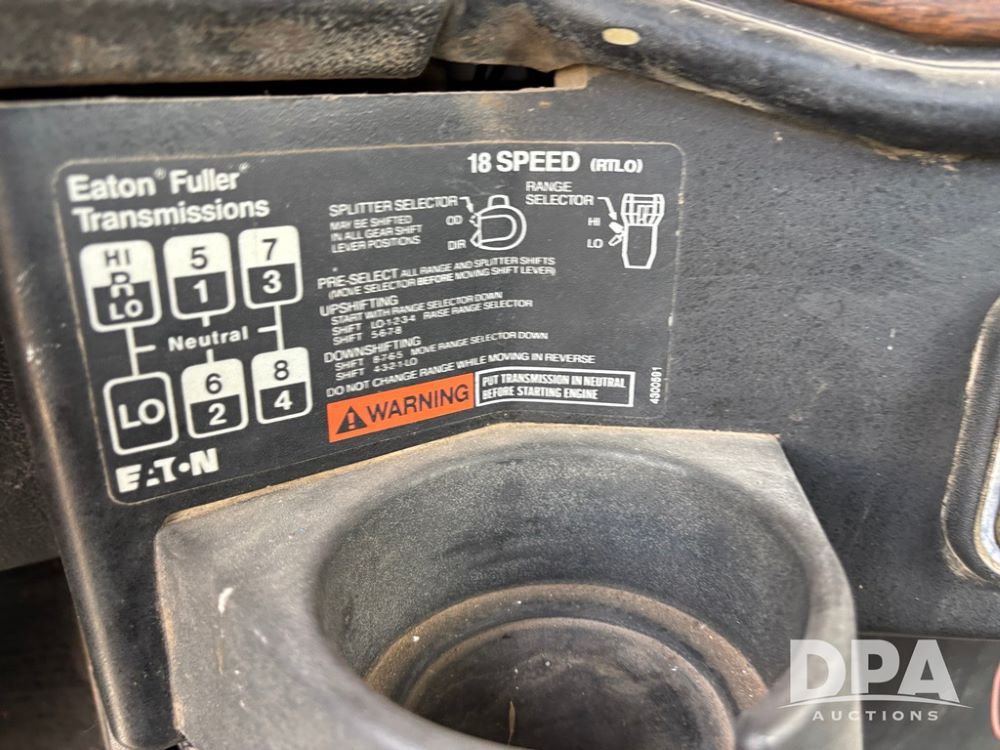 Eaton® Fuller®
Transmissions
18 SPEED (RTLO)
SPLITTER SELECTOR
MAY BE SHIFTED
IN ALL GEAR SHIFT
LEVER POSITIONS
OD
DIR
RANGE
SELECTOR
HI
LO
HI
R
LO
5
1
7
3
Neutral
LO
6
2
8
4
PRE-SELECT ALL RANGE AND SPLITTER SHIFTS
(MOVE SELECTOR BEFORE MOVING SHIFT LEVER)
UPSHIFTING
START WITH RANGE SELECTOR DOWN
SHIFT LO-1-2-3-4 RAISE RANGE SELECTOR
SHIFT 5-6-7-8
DOWNSHIFTING
SHIFT 8-7-6-5 MOVE RANGE SELECTOR DOWN
SHIFT 4-3-2-1-LO
DO NOT CHANGE RANGE WHILE MOVING IN REVERSE
WARNING
PUT TRANSMISSION IN NEUTRAL
BEFORE STARTING ENGINE
4300591
EATON
DPA
AUCTIONS